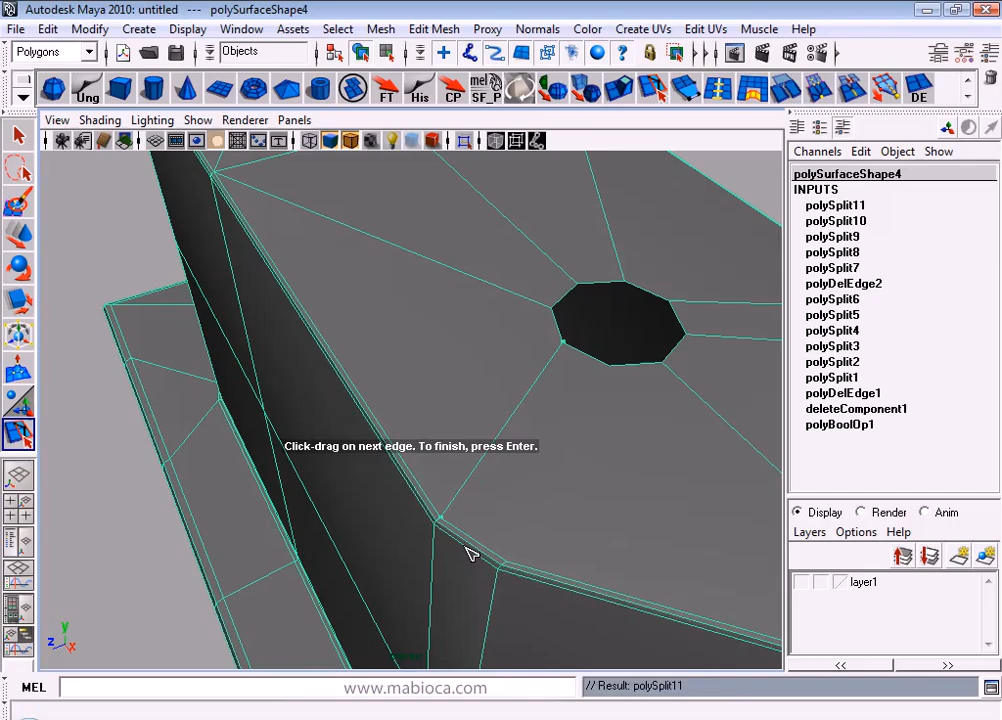 Autodesk Maya 2010: untitled --- polySurfaceShape4
File Edit Modify Create Display Window Assets Select Mesh Edit Mesh Proxy Normals Color Create UVs Edit UVs Muscle Help
Polygons Objects
Ung FT His CP mel SF_P DE
View Shading Lighting Show Renderer Panels
Channels Edit Object Show
polySurfaceShape4
INPUTS
polySplit11
polySplit10
polySplit9
polySplit8
polySplit7
polyDelEdge2
polySplit6
polySplit5
polySplit4
polySplit3
polySplit2
polySplit1
polyDelEdge1
deleteComponent1
polyBoolOp1
Click-drag on next edge. To finish, press Enter.
Display Render Anim
Layers Options Help
layer1
y
z x
<< >>
MEL www.mabioca.com // Result: polySplit11